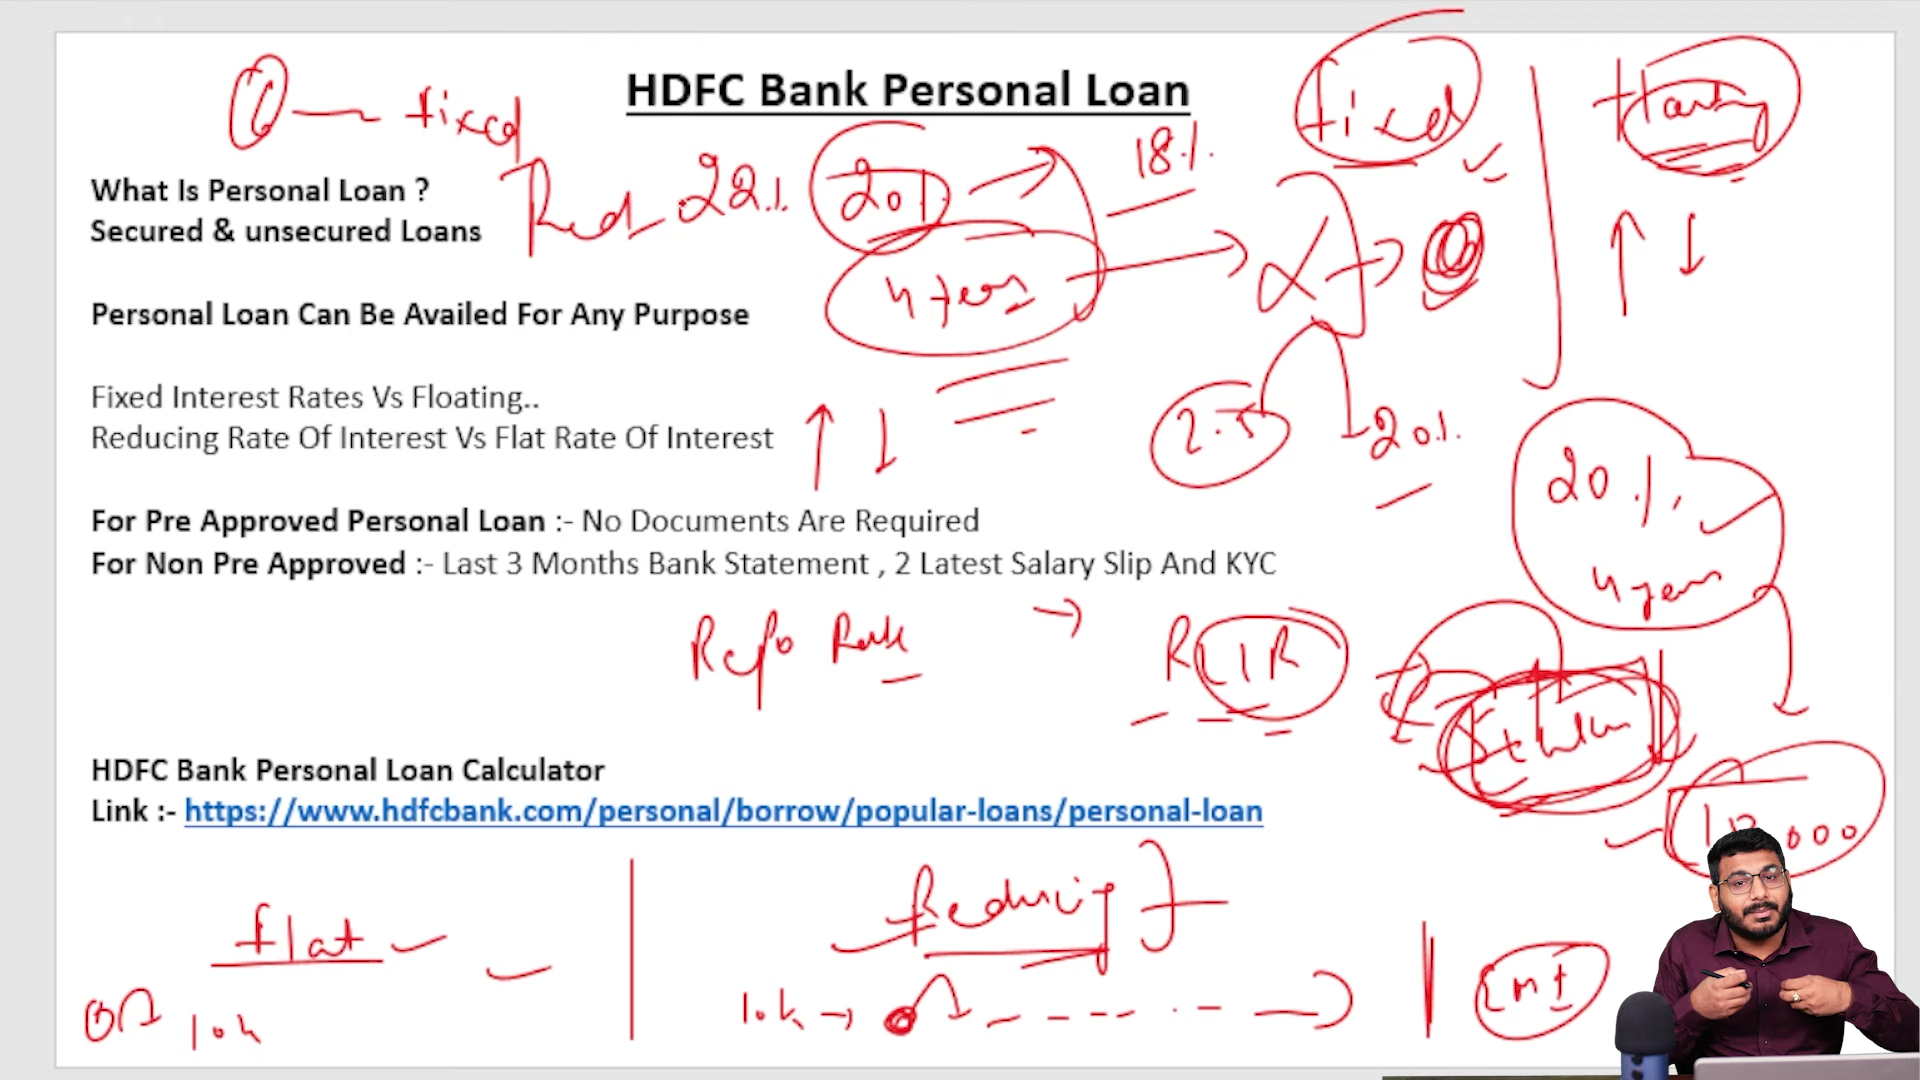 HDFC Bank Personal Loan
fixed
fixed
18%.
Red 22%.
20%
What Is Personal Loan ?
Secured & unsecured Loans
4 years
Personal Loan Can Be Availed For Any Purpose
Fixed Interest Rates Vs Floating..
Reducing Rate Of Interest Vs Flat Rate Of Interest
2.5
20%.
20%.
4 years
For Pre Approved Personal Loan :- No Documents Are Required
For Non Pre Approved :- Last 3 Months Bank Statement , 2 Latest Salary Slip And KYC
Repo Rate
HDFC Bank Personal Loan Calculator
Link :- https://www.hdfcbank.com/personal/borrow/popular-loans/personal-loan
flat
Reducing
10k
10k
EMI